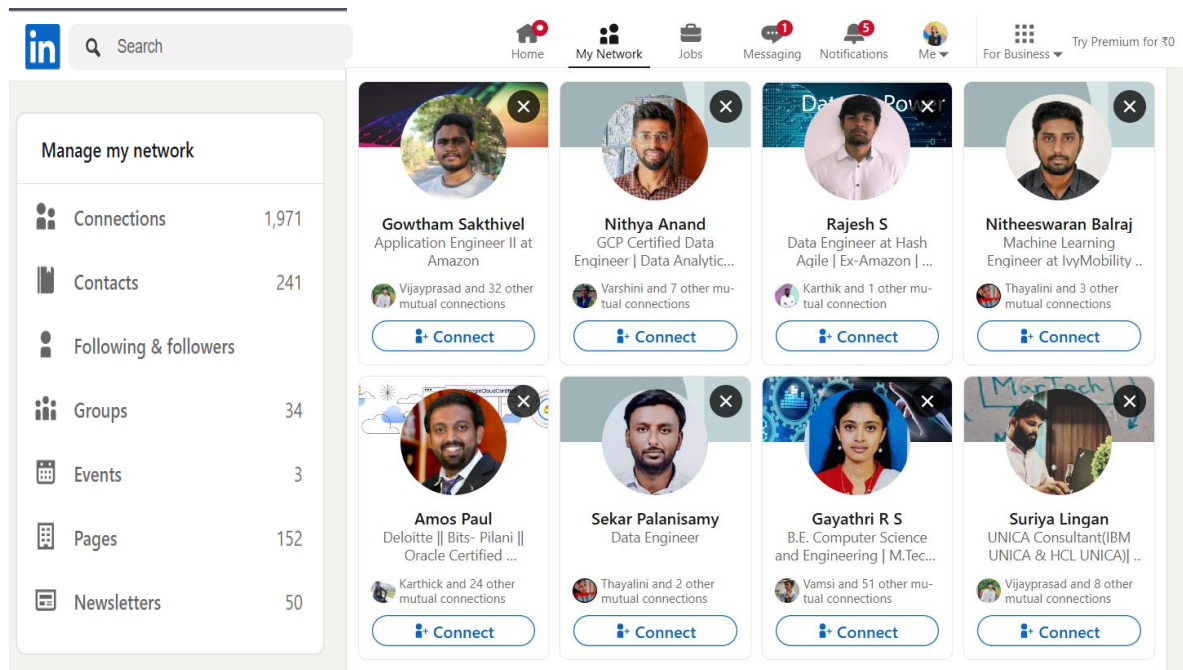 in
Search
Home
My Network
Jobs
1
Messaging
5
Notifications
Me
For Business
Try Premium for ₹0
Manage my network
Connections 1,971
Contacts 241
Following & followers
Groups 34
Events 3
Pages 152
Newsletters 50
Gowtham Sakthivel
Application Engineer II at
Amazon
Vijayprasad and 32 other
mutual connections
Connect
Nithya Anand
GCP Certified Data
Engineer | Data Analytic...
Varshini and 7 other mu-
tual connections
Connect
Rajesh S
Data Engineer at Hash
Agile | Ex-Amazon | ...
Karthik and 1 other mu-
tual connection
Connect
Nitheeswaran Balraj
Machine Learning
Engineer at IvyMobility ..
Thayalini and 3 other
mutual connections
Connect
Amos Paul
Deloitte || Bits- Pilani ||
Oracle Certified ...
Karthick and 24 other
mutual connections
Connect
Sekar Palanisamy
Data Engineer
Thayalini and 2 other
mutual connections
Connect
Gayathri R S
B.E. Computer Science
and Engineering | M.Tec...
Vamsi and 51 other mu-
tual connections
Connect
MarTech
Suriya Lingan
UNICA Consultant(IBM
UNICA & HCL UNICA)| ..
Vijayprasad and 8 other
mutual connections
Connect